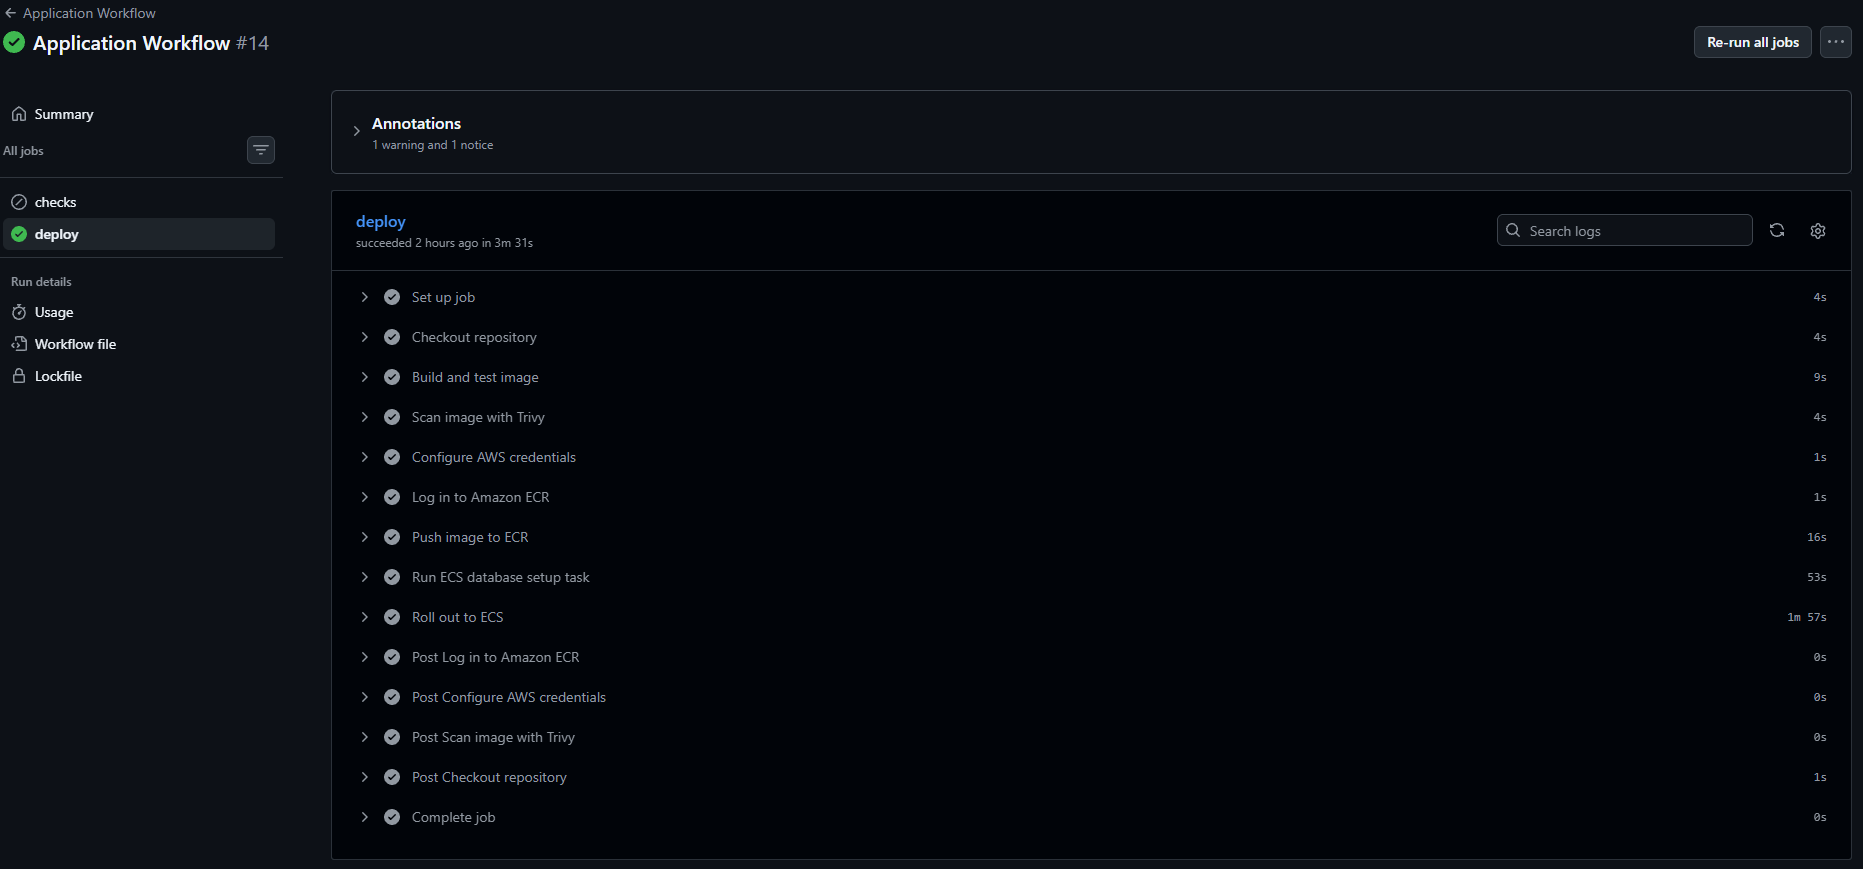 Application Workflow
Application Workflow #14
Re-run all jobs
Summary
All jobs
checks
deploy
Run details
Usage
Workflow file
Lockfile
Annotations
1 warning and 1 notice
deploy
succeeded 2 hours ago in 3m 31s
Search logs
Set up job 4s
Checkout repository 4s
Build and test image 9s
Scan image with Trivy 4s
Configure AWS credentials 1s
Log in to Amazon ECR 1s
Push image to ECR 16s
Run ECS database setup task 53s
Roll out to ECS 1m 57s
Post Log in to Amazon ECR 0s
Post Configure AWS credentials 0s
Post Scan image with Trivy 0s
Post Checkout repository 1s
Complete job 0s